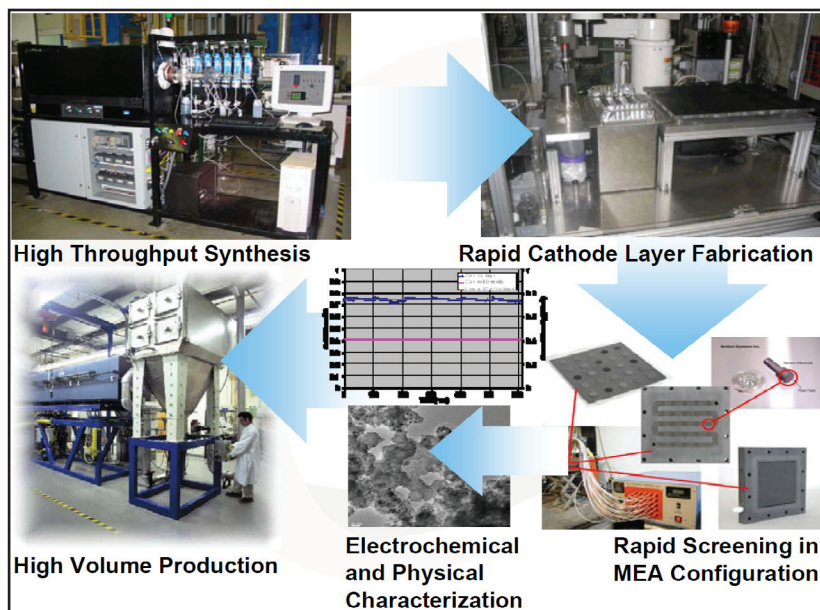 High Throughput Synthesis
Rapid Cathode Layer Fabrication
High Volume Production
Electrochemical
and Physical
Characterization
Rapid Screening in
MEA Configuration